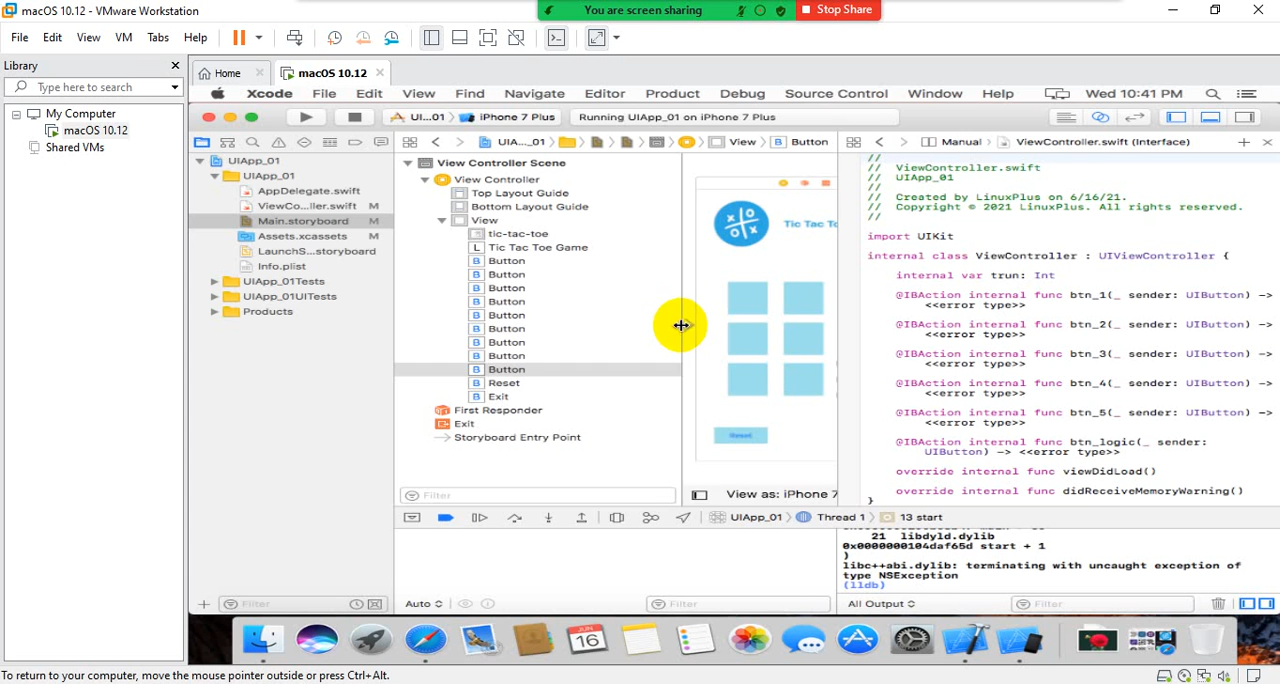 macOS 10.12 - VMware Workstation
You are screen sharing
Stop Share
File Edit View VM Tabs Help
Library
Type here to search
My Computer
macOS 10.12
Shared VMs
Home
macOS 10.12
Xcode File Edit View Find Navigate Editor Product Debug Source Control Window Help Wed 10:41 PM
UI...01 iPhone 7 Plus
Running UIApp_01 on iPhone 7 Plus
UIApp_01
UIApp_01
AppDelegate.swift
ViewCo...ller.swift M
Main.storyboard M
Assets.xcassets M
LaunchS...storyboard
Info.plist
UIApp_01Tests
UIApp_01UITests
Products
Filter
UIA..._01 View Button
View Controller Scene
View Controller
Top Layout Guide
Bottom Layout Guide
View
tic-tac-toe
L Tic Tac Toe Game
B Button
B Button
B Button
B Button
B Button
B Button
B Button
B Button
B Button
B Reset
B Exit
First Responder
Exit
Storyboard Entry Point
Filter
Tic Tac To
Reset
View as: iPhone 7
Manual ViewController.swift (Interface)
//
// ViewController.swift
// UIApp_01
//
// Created by LinuxPlus on 6/16/21.
// Copyright © 2021 LinuxPlus. All rights reserved.
//
import UIKit
internal class ViewController : UIViewController {
internal var trun: Int
@IBAction internal func btn_1(_ sender: UIButton) ->
<<error type>>
@IBAction internal func btn_2(_ sender: UIButton) ->
<<error type>>
@IBAction internal func btn_3(_ sender: UIButton) ->
<<error type>>
@IBAction internal func btn_4(_ sender: UIButton) ->
<<error type>>
@IBAction internal func btn_5(_ sender: UIButton) ->
<<error type>>
@IBAction internal func btn_logic(_ sender:
UIButton) -> <<error type>>
override internal func viewDidLoad()
override internal func didReceiveMemoryWarning()
}
UIApp_01 Thread 1 13 start
21 libdyld.dylib
0x0000000104daf65d start + 1
)
libc++abi.dylib: terminating with uncaught exception of
type NSException
(lldb)
Auto
Filter
All Output
Filter
JUN
16
To return to your computer, move the mouse pointer outside or press Ctrl+Alt.